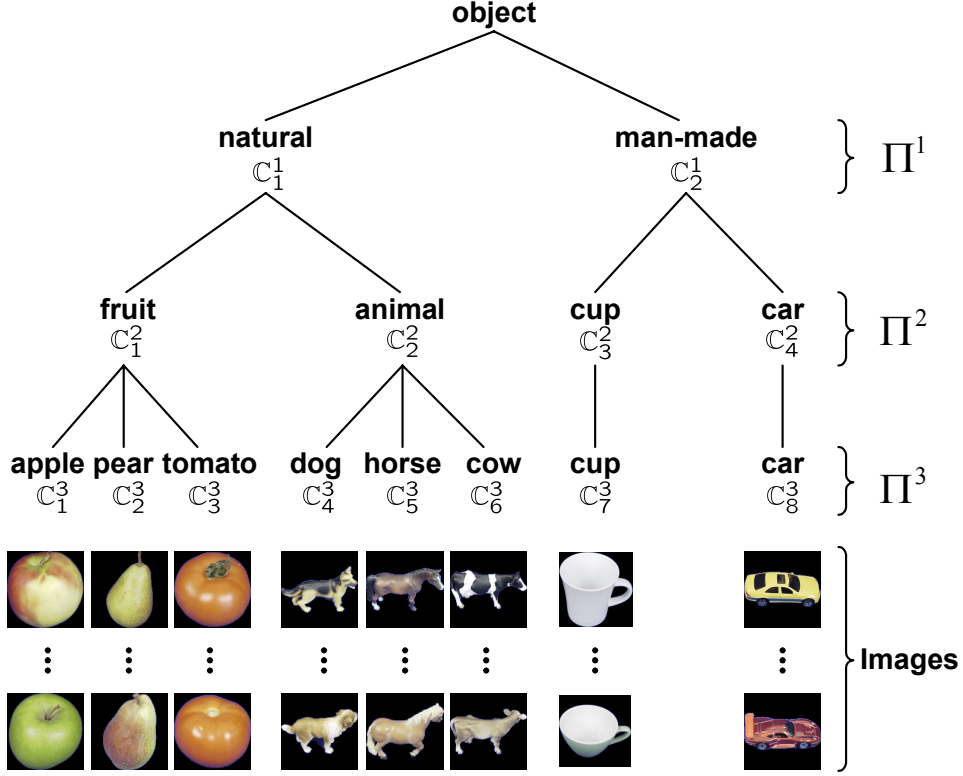 object
natural man-made
ℂ₁¹ ℂ₂¹ } Π¹
fruit animal cup car
ℂ₁² ℂ₂² ℂ₃² ℂ₄² } Π²
apple pear tomato dog horse cow cup car
ℂ₁³ ℂ₂³ ℂ₃³ ℂ₄³ ℂ₅³ ℂ₆³ ℂ₇³ ℂ₈³ } Π³
Images